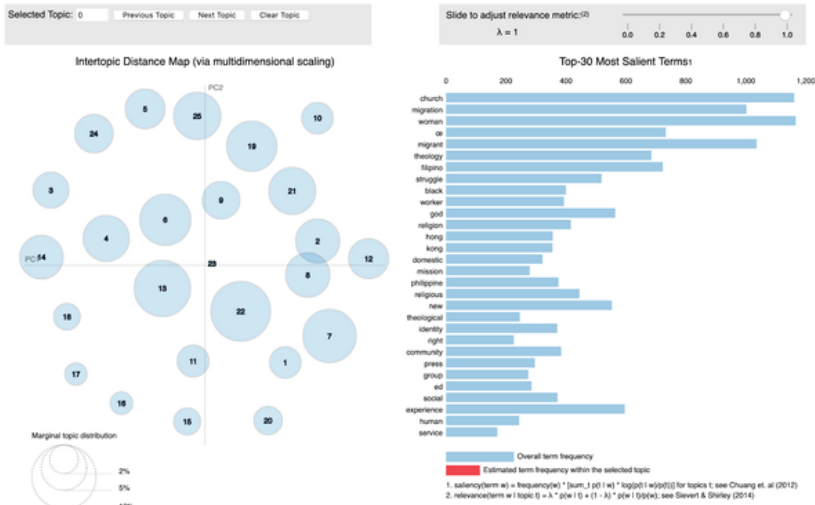 Selected Topic: 0 Previous Topic Next Topic Clear Topic
Slide to adjust relevance metric:(2)
λ = 1
0.0 0.2 0.4 0.6 0.8 1.0
Intertopic Distance Map (via multidimensional scaling)
PC2
5
25
10
24
19
3
21
9
6
4
2
PC1
14
23
12
8
13
22
18
7
11
1
17
16
15
20
Marginal topic distribution
2%
5%
10%
Top-30 Most Salient Terms1
0 200 400 600 800 1,000 1,200
church
migration
woman
œ
migrant
theology
filipino
struggle
black
worker
god
religion
hong
kong
domestic
mission
philippine
religious
new
theological
identity
right
community
press
group
ed
social
experience
human
service
Overall term frequency
Estimated term frequency within the selected topic
1. saliency(term w) = frequency(w) * [sum_t p(t | w) * log(p(t | w)/p(t))] for topics t; see Chuang et. al (2012)
2. relevance(term w | topic t) = λ * p(w | t) + (1 - λ) * p(w | t)/p(w); see Sievert & Shirley (2014)